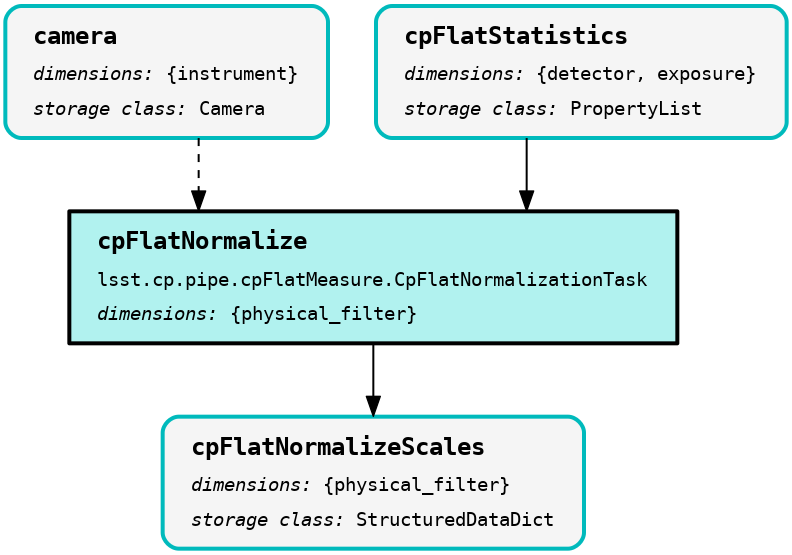 camera
dimensions: {instrument}
storage class: Camera
cpFlatStatistics
dimensions: {detector, exposure}
storage class: PropertyList
cpFlatNormalize
lsst.cp.pipe.cpFlatMeasure.CpFlatNormalizationTask
dimensions: {physical_filter}
cpFlatNormalizeScales
dimensions: {physical_filter}
storage class: StructuredDataDict